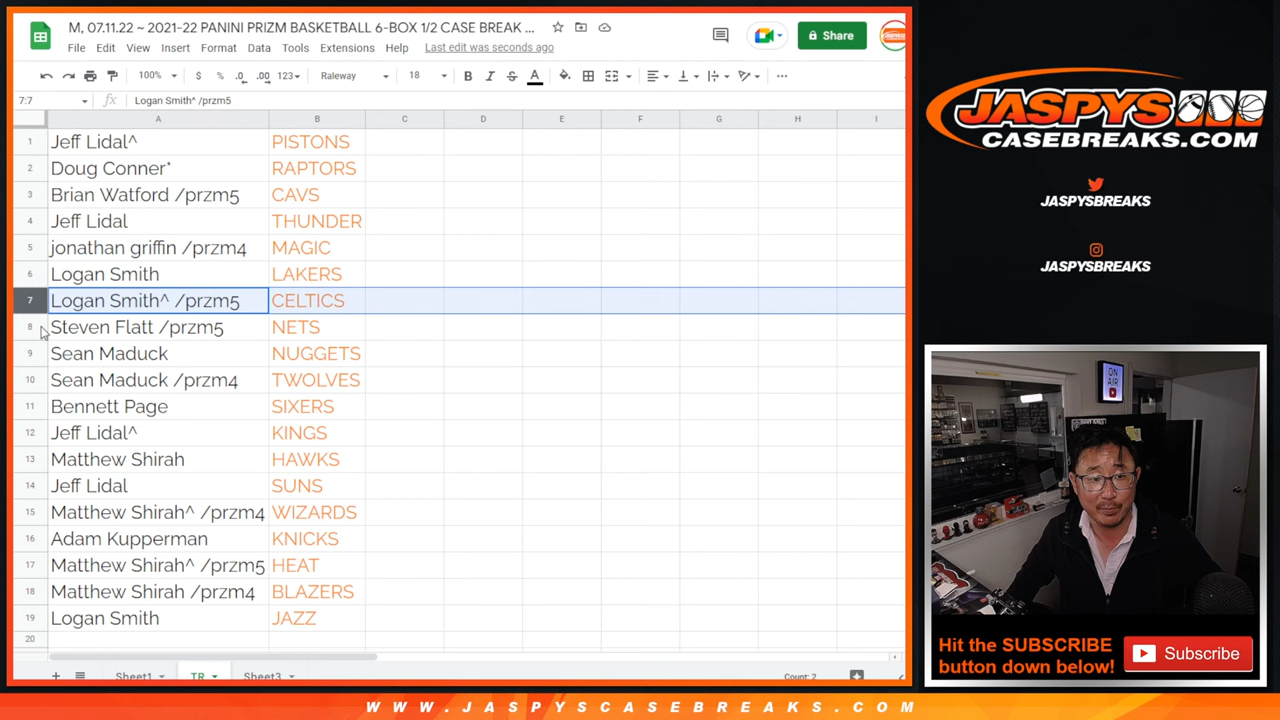 M, 07.11.22 ~ 2021-22 PANINI PRIZM BASKETBALL 6-BOX 1/2 CASE BREAK ...
File Edit View Insert Format Data Tools Extensions Help Last edit was seconds ago
Share
100% $ % .0 .00 123 Raleway 18 B I S A
7:7 fx Logan Smith^ /przm5
A B C D E F G H I
1 Jeff Lidal^ PISTONS
2 Doug Conner* RAPTORS
3 Brian Watford /przm5 CAVS
4 Jeff Lidal THUNDER
5 jonathan griffin /przm4 MAGIC
6 Logan Smith LAKERS
7 Logan Smith^ /przm5 CELTICS
8 Steven Flatt /przm5 NETS
9 Sean Maduck NUGGETS
10 Sean Maduck /przm4 TWOLVES
11 Bennett Page SIXERS
12 Jeff Lidal^ KINGS
13 Matthew Shirah HAWKS
14 Jeff Lidal SUNS
15 Matthew Shirah^ /przm4 WIZARDS
16 Adam Kupperman KNICKS
17 Matthew Shirah^ /przm5 HEAT
18 Matthew Shirah /przm4 BLAZERS
19 Logan Smith JAZZ
20
Sheet1 TR Sheet3 Count: 2
JASPYS
CASEBREAKS.COM
JASPYSBREAKS
JASPYSBREAKS
ON AIR
Hit the SUBSCRIBE
button down below!
Subscribe
WWW.JASPYSCASEBREAKS.COM